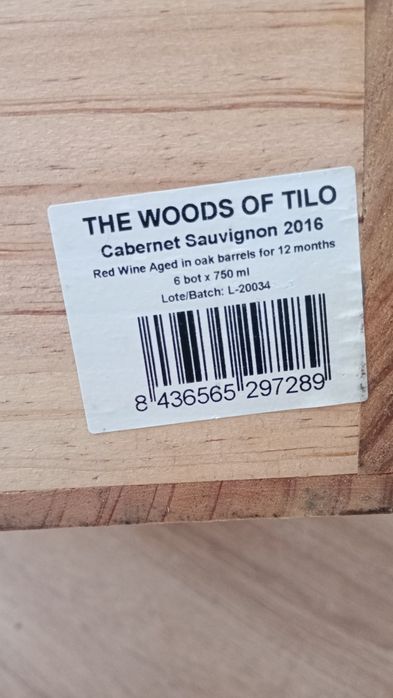 THE WOODS OF TILO
Cabernet Sauvignon 2016
Red Wine Aged in oak barrels for 12 months
6 bot x 750 ml
Lote/Batch: L-20034
8 436565 297289